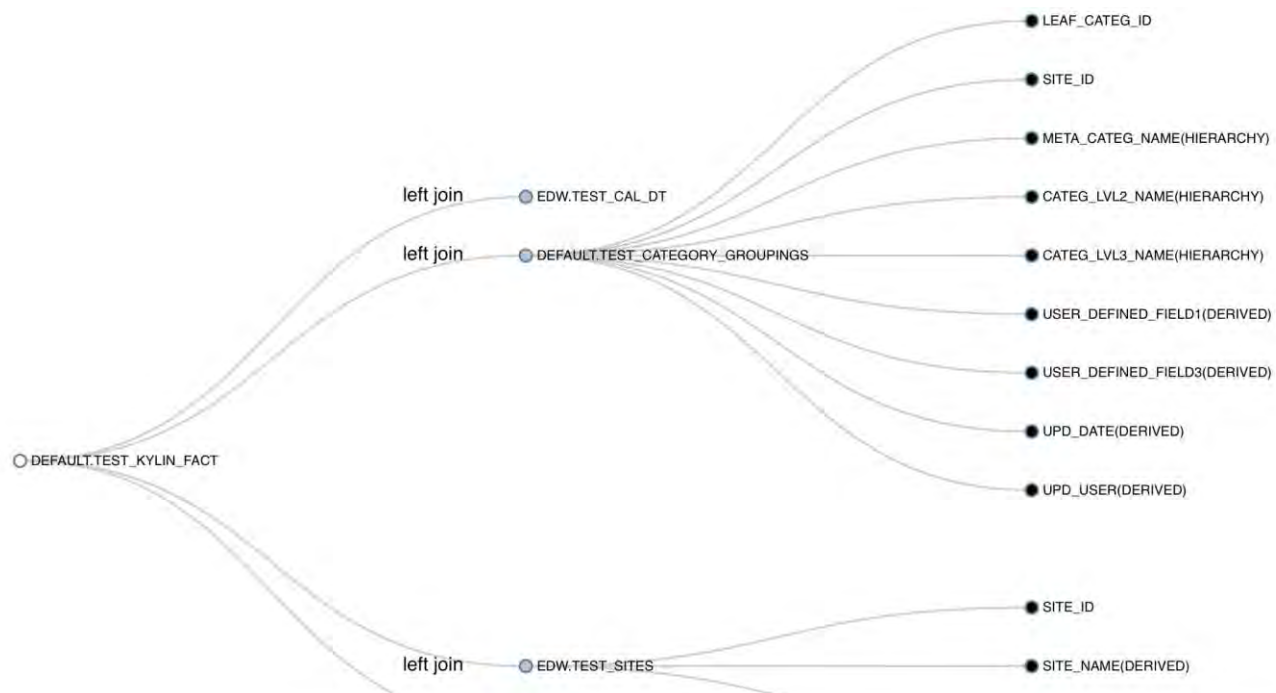 LEAF_CATEG_ID
SITE_ID
META_CATEG_NAME(HIERARCHY)
left join EDW.TEST_CAL_DT CATEG_LVL2_NAME(HIERARCHY)
left join DEFAULT.TEST_CATEGORY_GROUPINGS CATEG_LVL3_NAME(HIERARCHY)
USER_DEFINED_FIELD1(DERIVED)
USER_DEFINED_FIELD3(DERIVED)
UPD_DATE(DERIVED)
DEFAULT.TEST_KYLIN_FACT
UPD_USER(DERIVED)
SITE_ID
left join EDW.TEST_SITES SITE_NAME(DERIVED)